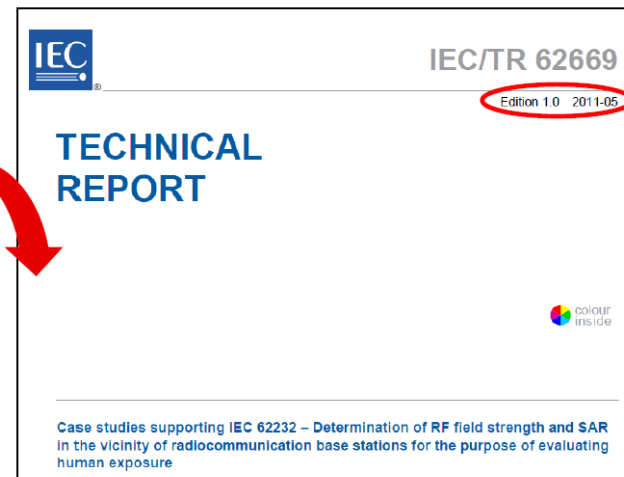 IEC
®
IEC/TR 62669
Edition 1.0 2011-05
TECHNICAL
REPORT
colour
inside
Case studies supporting IEC 62232 – Determination of RF field strength and SAR
in the vicinity of radiocommunication base stations for the purpose of evaluating
human exposure